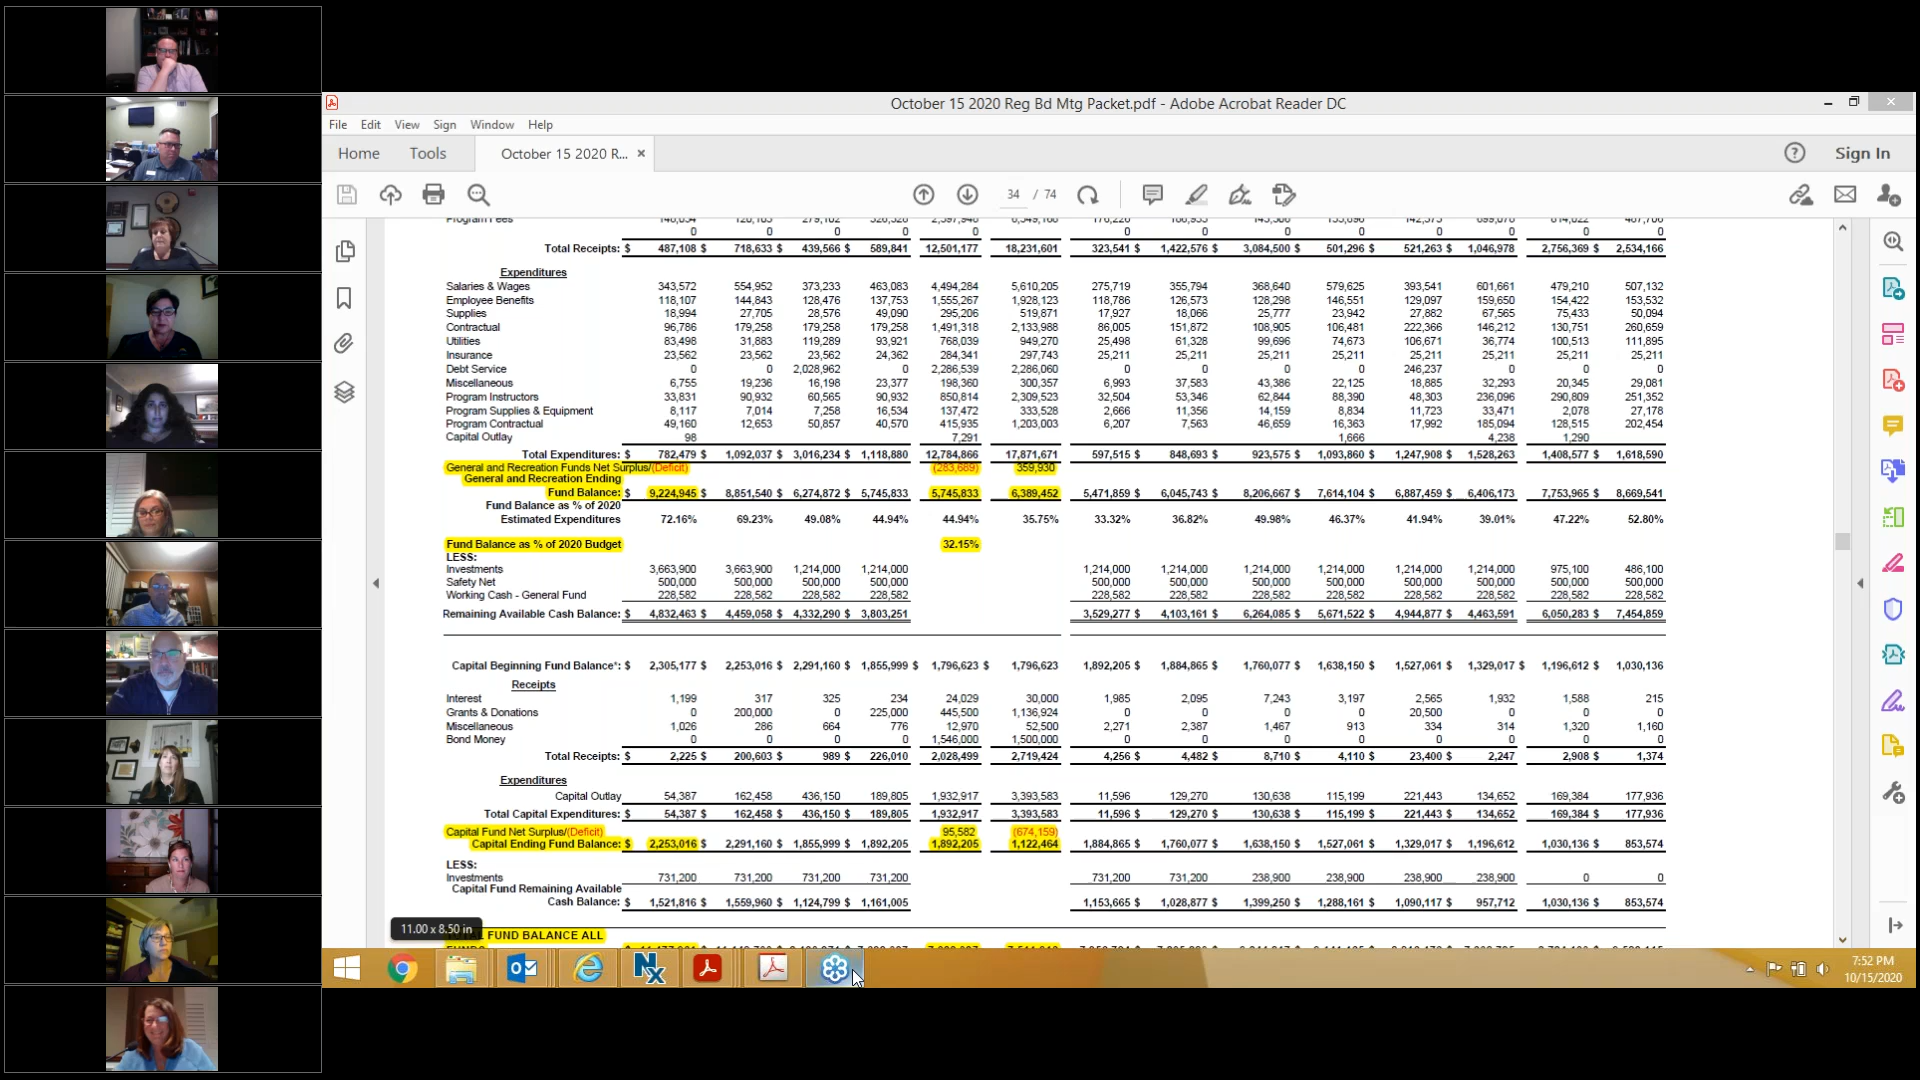 October 15 2020 Reg Bd Mtg Packet.pdf - Adobe Acrobat Reader DC
File Edit View Sign Window Help
Home Tools October 15 2020 R... × Sign In
34 / 74
Program Fees
0 0 0 0 0 0 0 0 0 0 0 0 0 0
Total Receipts: $ 487,108 $ 718,633 $ 439,566 $ 589,841 12,501,177 18,231,601 323,541 $ 1,422,576 $ 3,084,500 $ 501,296 $ 521,263 $ 1,046,978 2,756,369 $ 2,534,166
Expenditures
Salaries & Wages 343,572 554,952 373,233 463,083 4,494,284 5,610,205 275,719 355,794 368,640 579,625 393,541 601,661 479,210 507,132
Employee Benefits 118,107 144,843 128,476 137,753 1,555,267 1,928,123 118,786 126,573 128,298 146,551 129,097 159,650 154,422 153,532
Supplies 18,994 27,705 28,576 49,090 295,206 519,871 17,927 18,066 25,777 23,942 27,882 67,565 75,433 50,094
Contractual 96,786 179,258 179,258 179,258 1,491,318 2,133,988 86,005 151,872 108,905 106,481 222,366 146,212 130,751 260,659
Utilities 83,498 31,883 119,289 93,921 768,039 949,270 25,498 61,328 99,696 74,673 106,671 36,774 100,513 111,895
Insurance 23,562 23,562 23,562 24,362 284,341 297,743 25,211 25,211 25,211 25,211 25,211 25,211 25,211 25,211
Debt Service 0 0 2,028,962 0 2,286,539 2,286,060 0 0 0 0 246,237 0 0 0
Miscellaneous 6,755 19,236 16,198 23,377 198,360 300,357 6,993 37,583 43,386 22,125 18,885 32,293 20,345 29,081
Program Instructors 33,831 90,932 60,565 90,932 850,814 2,309,523 32,504 53,346 62,844 88,390 48,303 236,096 290,809 251,352
Program Supplies & Equipment 8,117 7,014 7,258 16,534 137,472 333,528 2,666 11,356 14,159 8,834 11,723 33,471 2,078 27,178
Program Contractual 49,160 12,653 50,857 40,570 415,935 1,203,003 6,207 7,563 46,659 16,363 17,992 185,094 128,515 202,454
Capital Outlay 98 7,291 1,666 4,238 1,290
Total Expenditures: $ 782,479 $ 1,092,037 $ 3,016,234 $ 1,118,880 12,784,866 17,871,671 597,515 $ 848,693 $ 923,575 $ 1,093,860 $ 1,247,908 $ 1,528,263 1,408,577 $ 1,618,590
General and Recreation Funds Net Surplus/(Deficit) (283,689) 359,930
General and Recreation Ending
Fund Balance: $ 9,224,945 $ 8,851,540 $ 6,274,872 $ 5,745,833 5,745,833 6,389,452 5,471,859 $ 6,045,743 $ 8,206,667 $ 7,614,104 $ 6,887,459 $ 6,406,173 7,753,965 $ 8,669,541
Fund Balance as % of 2020
Estimated Expenditures 72.16% 69.23% 49.08% 44.94% 44.94% 35.75% 33.32% 36.82% 49.98% 46.37% 41.94% 39.01% 47.22% 52.80%
Fund Balance as % of 2020 Budget 32.15%
LESS:
Investments 3,663,900 3,663,900 1,214,000 1,214,000 1,214,000 1,214,000 1,214,000 1,214,000 1,214,000 1,214,000 975,100 486,100
Safety Net 500,000 500,000 500,000 500,000 500,000 500,000 500,000 500,000 500,000 500,000 500,000 500,000
Working Cash - General Fund 228,582 228,582 228,582 228,582 228,582 228,582 228,582 228,582 228,582 228,582 228,582 228,582
Remaining Available Cash Balance: $ 4,832,463 $ 4,459,058 $ 4,332,290 $ 3,803,251 3,529,277 $ 4,103,161 $ 6,264,085 $ 5,671,522 $ 4,944,877 $ 4,463,591 6,050,283 $ 7,454,859
Capital Beginning Fund Balance*: $ 2,305,177 $ 2,253,016 $ 2,291,160 $ 1,855,999 $ 1,796,623 $ 1,796,623 1,892,205 $ 1,884,865 $ 1,760,077 $ 1,638,150 $ 1,527,061 $ 1,329,017 $ 1,196,612 $ 1,030,136
Receipts
Interest 1,199 317 325 234 24,029 30,000 1,985 2,095 7,243 3,197 2,565 1,932 1,588 215
Grants & Donations 0 200,000 0 225,000 445,500 1,136,924 0 0 0 0 20,500 0 0 0
Miscellaneous 1,026 286 664 776 12,970 52,500 2,271 2,387 1,467 913 334 314 1,320 1,160
Bond Money 0 0 0 0 1,546,000 1,500,000 0 0 0 0 0 0 0 0
Total Receipts: $ 2,225 $ 200,603 $ 989 $ 226,010 2,028,499 2,719,424 4,256 $ 4,482 $ 8,710 $ 4,110 $ 23,400 $ 2,247 2,908 $ 1,374
Expenditures
Capital Outlay 54,387 162,458 436,150 189,805 1,932,917 3,393,583 11,596 129,270 130,638 115,199 221,443 134,652 169,384 177,936
Total Capital Expenditures: $ 54,387 $ 162,458 $ 436,150 $ 189,805 1,932,917 3,393,583 11,596 $ 129,270 $ 130,638 $ 115,199 $ 221,443 $ 134,652 169,384 $ 177,936
Capital Fund Net Surplus/(Deficit) 95,582 (674,159)
Capital Ending Fund Balance: $ 2,253,016 $ 2,291,160 $ 1,855,999 $ 1,892,205 1,892,205 1,122,464 1,884,865 $ 1,760,077 $ 1,638,150 $ 1,527,061 $ 1,329,017 $ 1,196,612 1,030,136 $ 853,574
LESS:
Investments 731,200 731,200 731,200 731,200 731,200 731,200 238,900 238,900 238,900 238,900 0 0
Capital Fund Remaining Available
Cash Balance: $ 1,521,816 $ 1,559,960 $ 1,124,799 $ 1,161,005 1,153,665 $ 1,028,877 $ 1,399,250 $ 1,288,161 $ 1,090,117 $ 957,712 1,030,136 $ 853,574
11.00 x 8.50 in
FUND BALANCE ALL
7:52 PM
10/15/2020